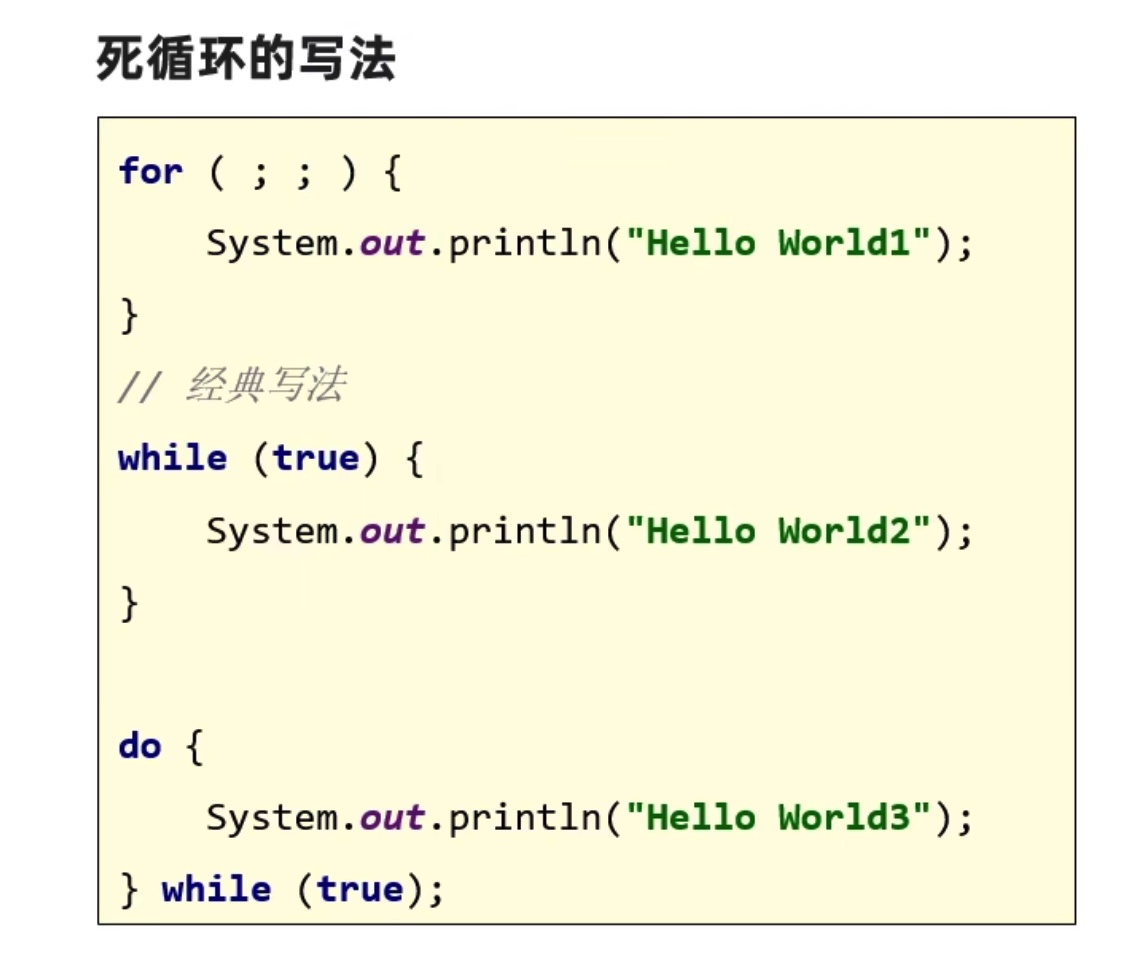 死循环的写法
for ( ; ; ) {
    System.out.println("Hello World1");
}
// 经典写法
while (true) {
    System.out.println("Hello World2");
}
do {
    System.out.println("Hello World3");
} while (true);